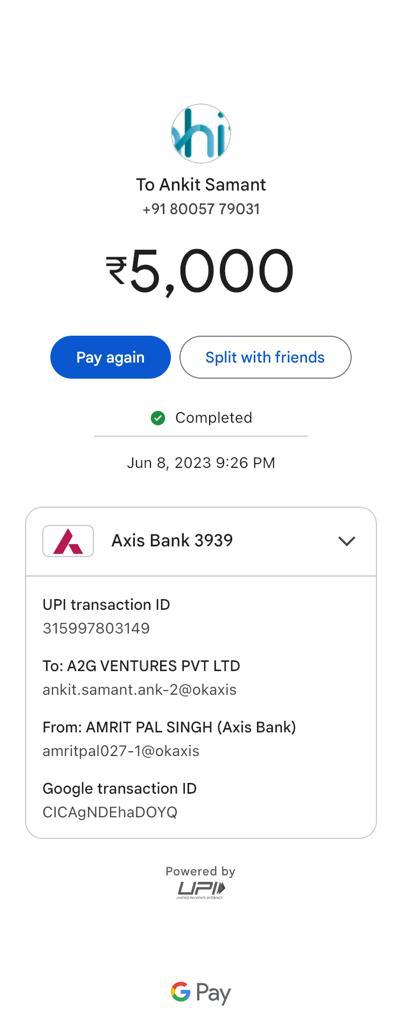 hi
To Ankit Samant
+91 80057 79031
₹5,000
Pay again
Split with friends
Completed
Jun 8, 2023 9:26 PM
Axis Bank 3939
UPI transaction ID
315997803149
To: A2G VENTURES PVT LTD
ankit.samant.ank-2@okaxis
From: AMRIT PAL SINGH (Axis Bank)
amritpal027-1@okaxis
Google transaction ID
CICAgNDEhaDOYQ
Powered by
UPI
UNIFIED PAYMENTS INTERFACE
G Pay